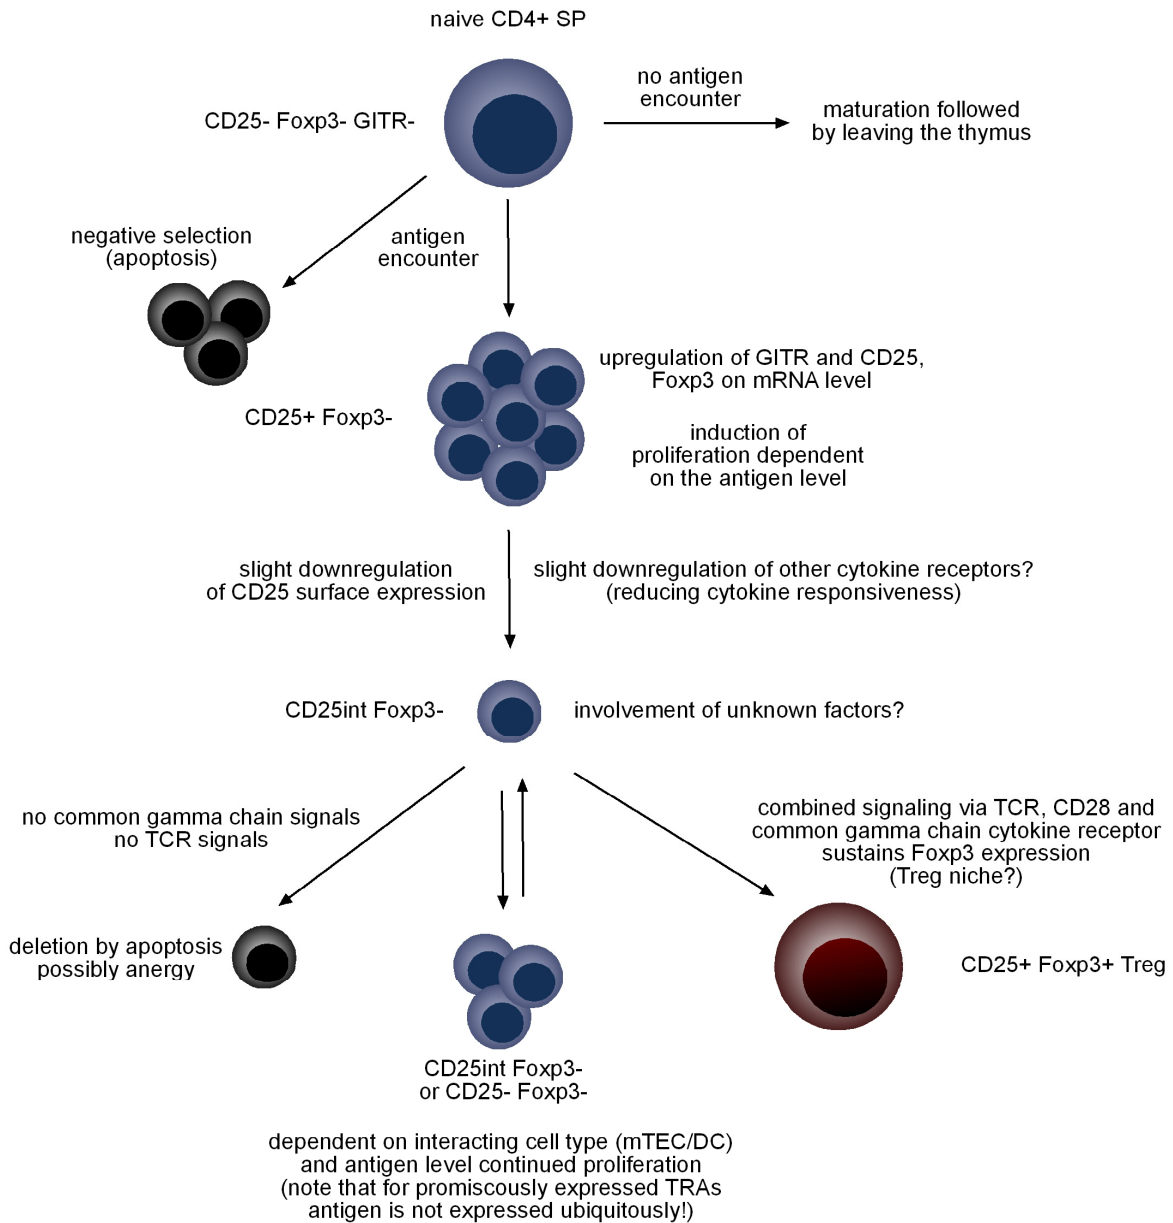 naive CD4+ SP
no antigen
encounter
CD25- Foxp3- GITR-
maturation followed
by leaving the thymus
negative selection
(apoptosis)
antigen
encounter
upregulation of GITR and CD25,
Foxp3 on mRNA level
CD25+ Foxp3-
induction of
proliferation dependent
on the antigen level
slight downregulation
of CD25 surface expression
slight downregulation of other cytokine receptors?
(reducing cytokine responsiveness)
CD25int Foxp3-
involvement of unknown factors?
no common gamma chain signals
no TCR signals
combined signaling via TCR, CD28 and
common gamma chain cytokine receptor
sustains Foxp3 expression
(Treg niche?)
deletion by apoptosis
possibly anergy
CD25+ Foxp3+ Treg
CD25int Foxp3-
or CD25- Foxp3-
dependent on interacting cell type (mTEC/DC)
and antigen level continued proliferation
(note that for promiscously expressed TRAs
antigen is not expressed ubiquitously!)